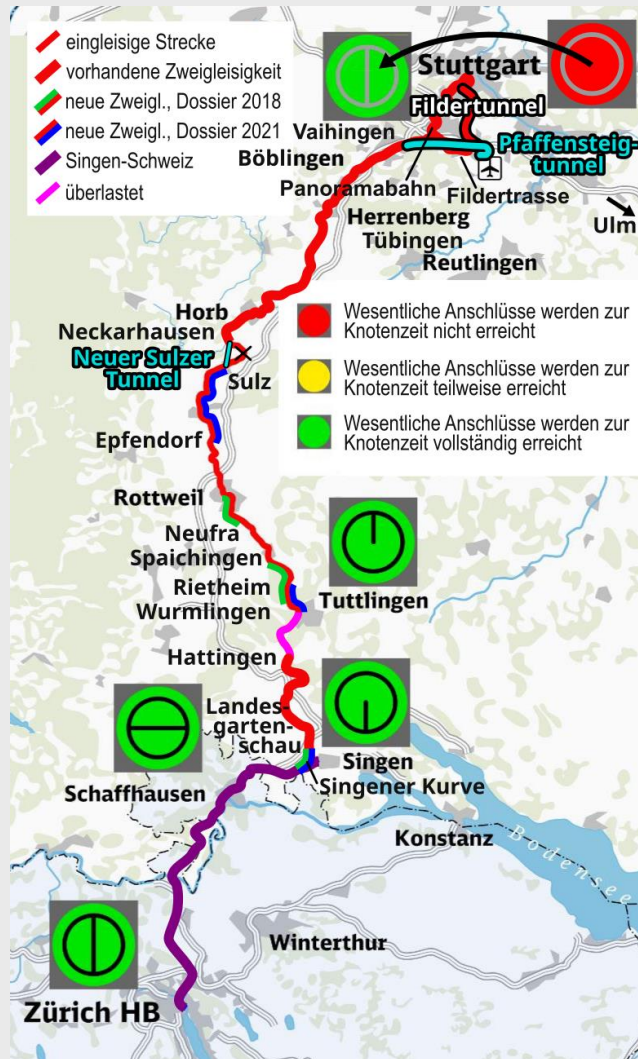 eingleisige Strecke
vorhandene Zweigleisigkeit
neue Zweigl., Dossier 2018
neue Zweigl., Dossier 2021
Singen-Schweiz
überlastet
Stuttgart
Fildertunnel
Vaihingen
Pfaffensteig-
tunnel
Böblingen
Panoramabahn
Fildertrasse
Herrenberg
Ulm
Tübingen
Reutlingen
Horb
Neckarhausen
Neuer Sulzer
Tunnel
Sulz
Wesentliche Anschlüsse werden zur
Knotenzeit nicht erreicht
Wesentliche Anschlüsse werden zur
Knotenzeit teilweise erreicht
Wesentliche Anschlüsse werden zur
Knotenzeit vollständig erreicht
Epfendorf
Rottweil
Neufra
Spaichingen
Rietheim
Wurmlingen
Tuttlingen
Hattingen
Landes-
garten-
schau
Singen
Singener Kurve
Schaffhausen
Konstanz
Bodensee
Winterthur
Zürich HB